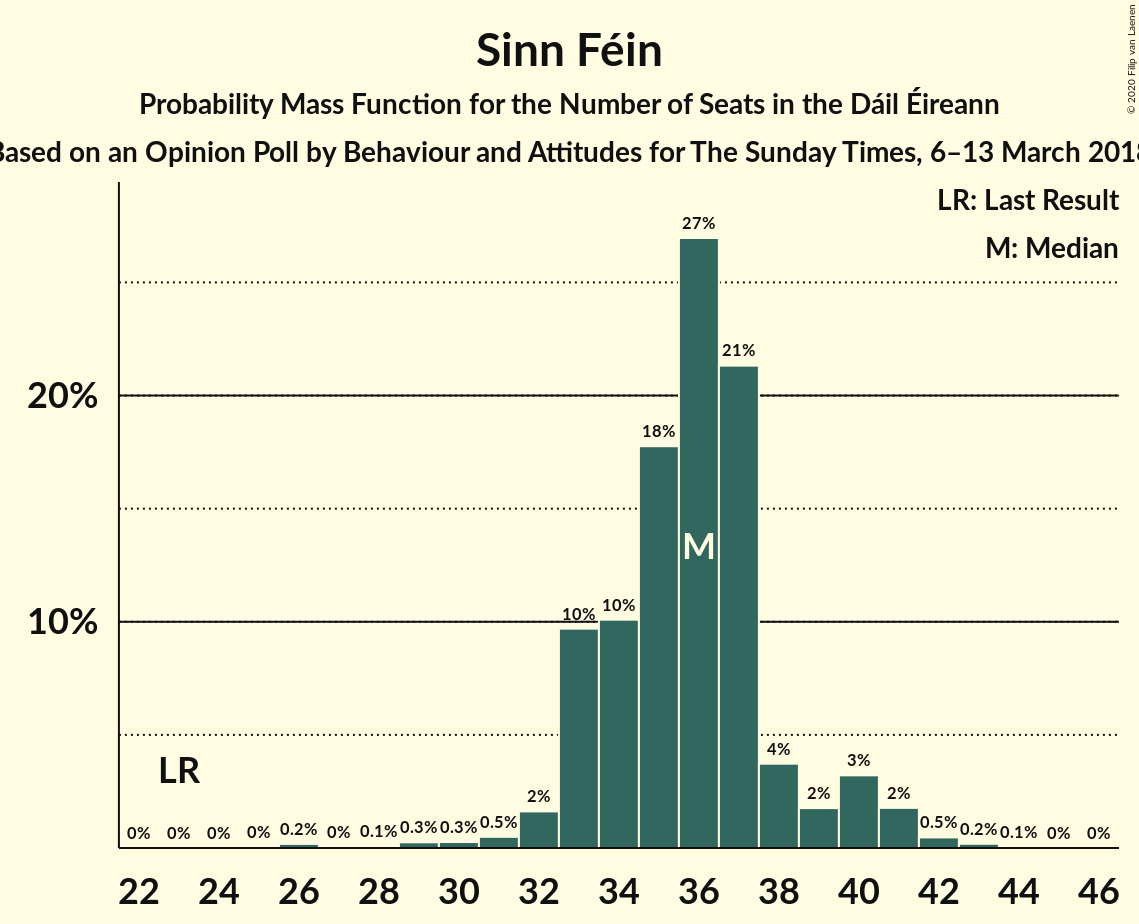 Sinn Féin
Probability Mass Function for the Number of Seats in the Dáil Éireann
Based on an Opinion Poll by Behaviour and Attitudes for The Sunday Times, 6–13 March 2018
© 2020 Filip van Laenen
LR: Last Result
M: Median
27%
21%
20%
18%
M
10% 10%
10%
LR
4%
3%
2% 2% 2%
0% 0% 0% 0% 0.2% 0% 0.1% 0.3% 0.3% 0.5% 0.5% 0.2% 0.1% 0% 0%
22 24 26 28 30 32 34 36 38 40 42 44 46